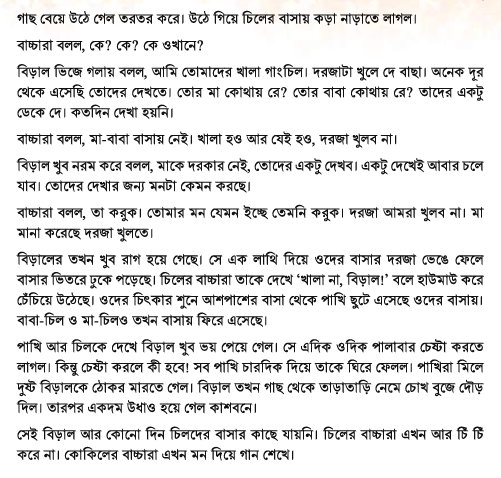 গাছ বেয়ে উঠে গেল তরতর করে। উঠে গিয়ে চিলের বাসায় কড়া নাড়াতে লাগল।
বাচ্চারা বলল, কে? কে? কে ওখানে?
বিড়াল ভিজে গলায় বলল, আমি তোমাদের খালা গাংচিল। দরজাটা খুলে দে বাছা। অনেক দূর
থেকে এসেছি তোদের দেখতে। তোর মা কোথায় রে? তোর বাবা কোথায় রে? তাদের একটু
ডেকে দে। কতদিন দেখা হয়নি।
বাচ্চারা বলল, মা-বাবা বাসায় নেই। খালা হও আর যেই হও, দরজা খুলব না।
বিড়াল খুব নরম করে বলল, মাকে দরকার নেই, তোদের একটু দেখব। একটু দেখেই আবার চলে
যাব। তোদের দেখার জন্য মনটা কেমন করছে।
বাচ্চারা বলল, তা করুক। তোমার মন যেমন ইচ্ছে তেমনি করুক। দরজা আমরা খুলব না। মা
মানা করেছে দরজা খুলতে।
বিড়ালের তখন খুব রাগ হয়ে গেছে। সে এক লাথি দিয়ে ওদের বাসার দরজা ভেঙে ফেলে
বাসার ভিতরে ঢুকে পড়েছে। চিলের বাচ্চারা তাকে দেখে ‘খালা না, বিড়াল!’ বলে হাউমাউ করে
চেঁচিয়ে উঠেছে। ওদের চিৎকার শুনে আশপাশের বাসা থেকে পাখি ছুটে এসেছে ওদের বাসায়।
বাবা-চিল ও মা-চিলও তখন বাসায় ফিরে এসেছে।
পাখি আর চিলকে দেখে বিড়াল খুব ভয় পেয়ে গেল। সে এদিক ওদিক পালাবার চেষ্টা করতে
লাগল। কিন্তু চেষ্টা করলে কী হবে! সব পাখি চারদিক দিয়ে তাকে ঘিরে ফেলল। পাখিরা মিলে
দুষ্ট বিড়ালকে ঠোকর মারতে গেল। বিড়াল তখন গাছ থেকে তাড়াতাড়ি নেমে চোখ বুজে দৌড়
দিল। তারপর একদম উধাও হয়ে গেল কাশবনে।
সেই বিড়াল আর কোনো দিন চিলদের বাসার কাছে যায়নি। চিলের বাচ্চারা এখন আর চিঁ চিঁ
করে না। কোকিলের বাচ্চারা এখন মন দিয়ে গান শেখে।